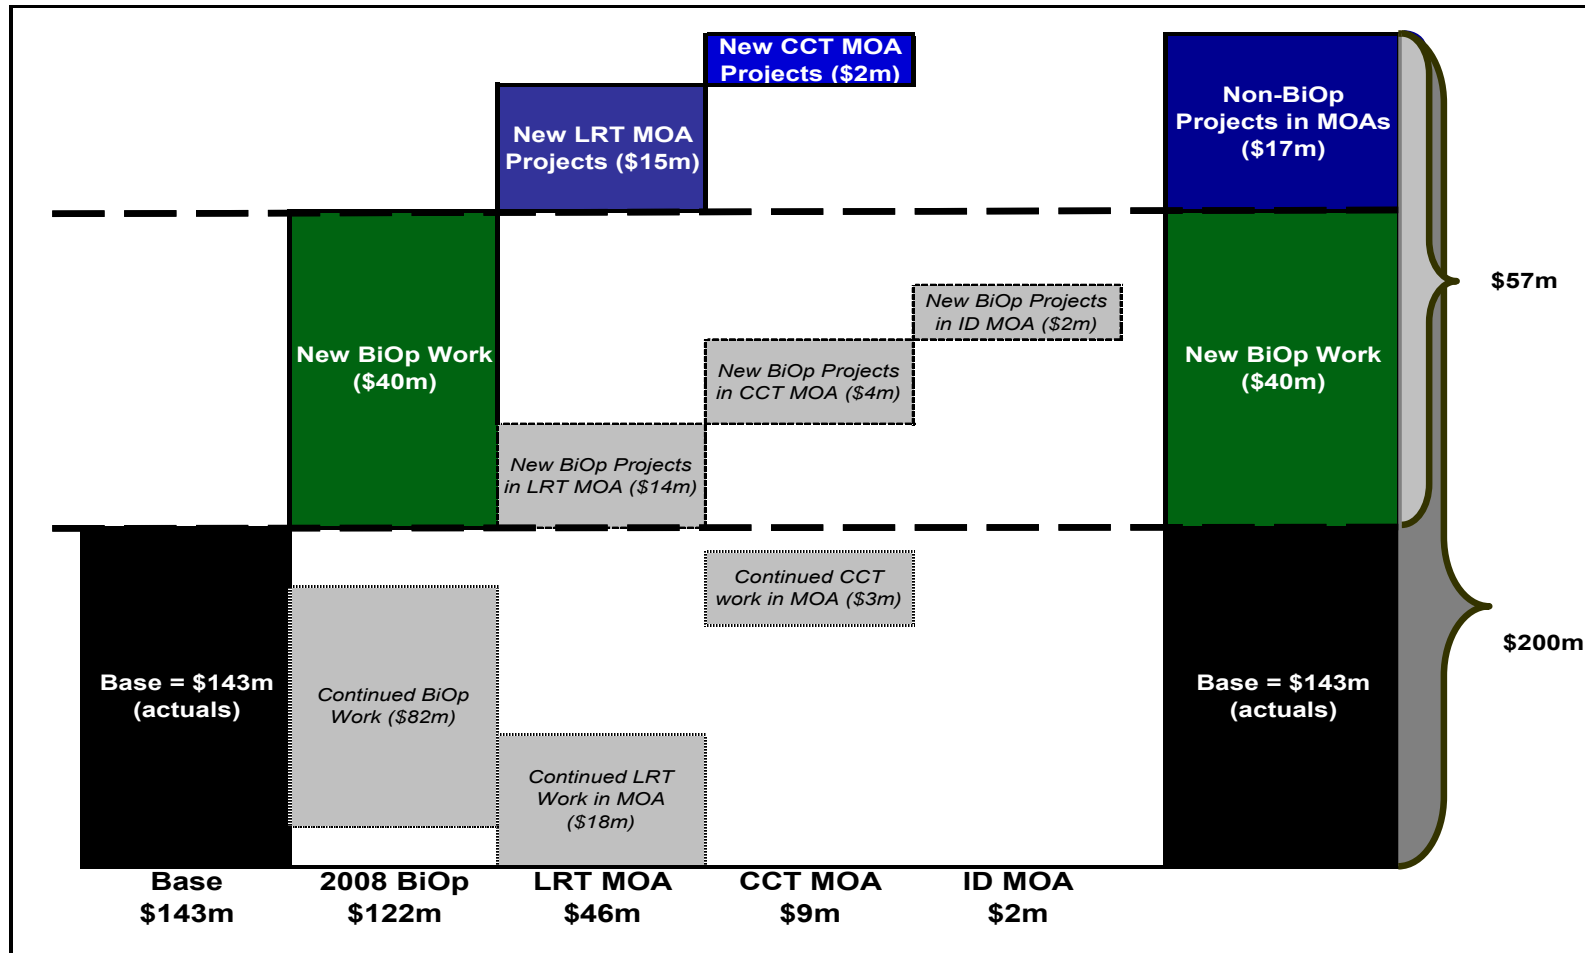 New CCT MOA
Projects ($2m)
New LRT MOA
Projects ($15m)
Non-BiOp
Projects in MOAs
($17m)
$57m
New BiOp Projects
in ID MOA ($2m)
New BiOp Work
($40m)
New BiOp Projects
in CCT MOA ($4m)
New BiOp Work
($40m)
New BiOp Projects
in LRT MOA ($14m)
Continued CCT
work in MOA ($3m)
$200m
Base = $143m
(actuals)
Continued BiOp
Work ($82m)
Base = $143m
(actuals)
Continued LRT
Work in MOA
($18m)
Base
$143m
2008 BiOp
$122m
LRT MOA
$46m
CCT MOA
$9m
ID MOA
$2m